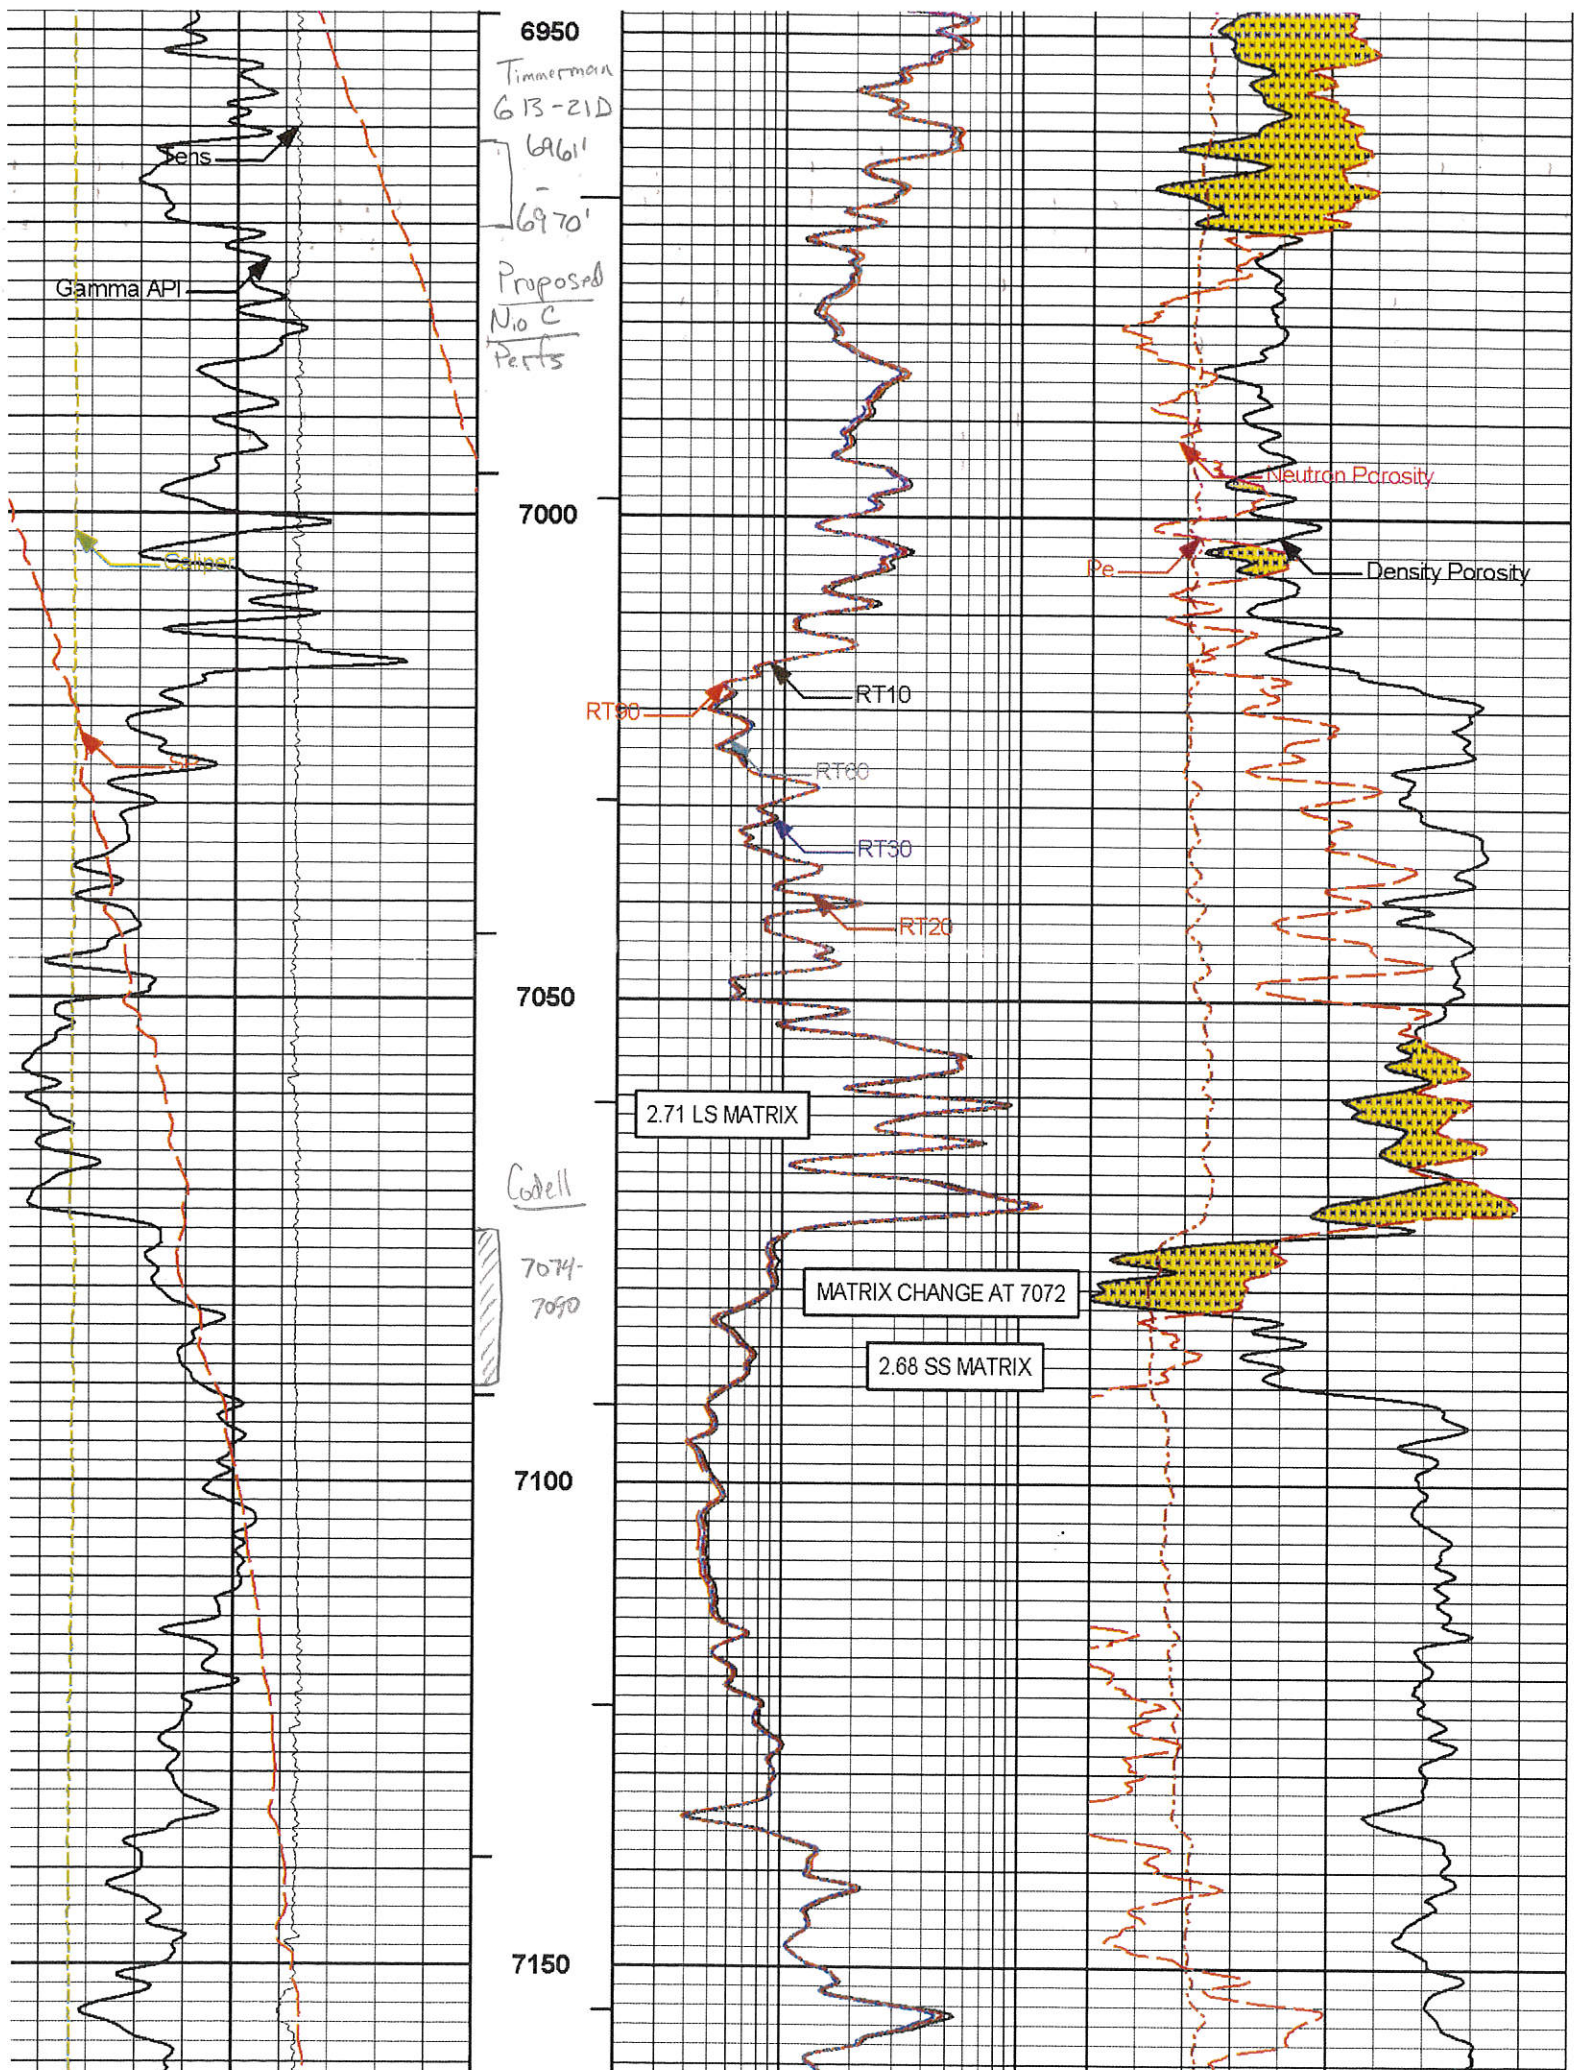 6950
Timmerman
613-21D
6961'
-
6970'
Tens
Gamma API
Proposed
Nio C
Perfs
Neutron Porosity
7000
Caliper
Pe
Density Porosity
RT10
RT90
SP
RT60
RT30
RT20
7050
2.71 LS MATRIX
Codell
7074-
7090
MATRIX CHANGE AT 7072
2.68 SS MATRIX
7100
7150